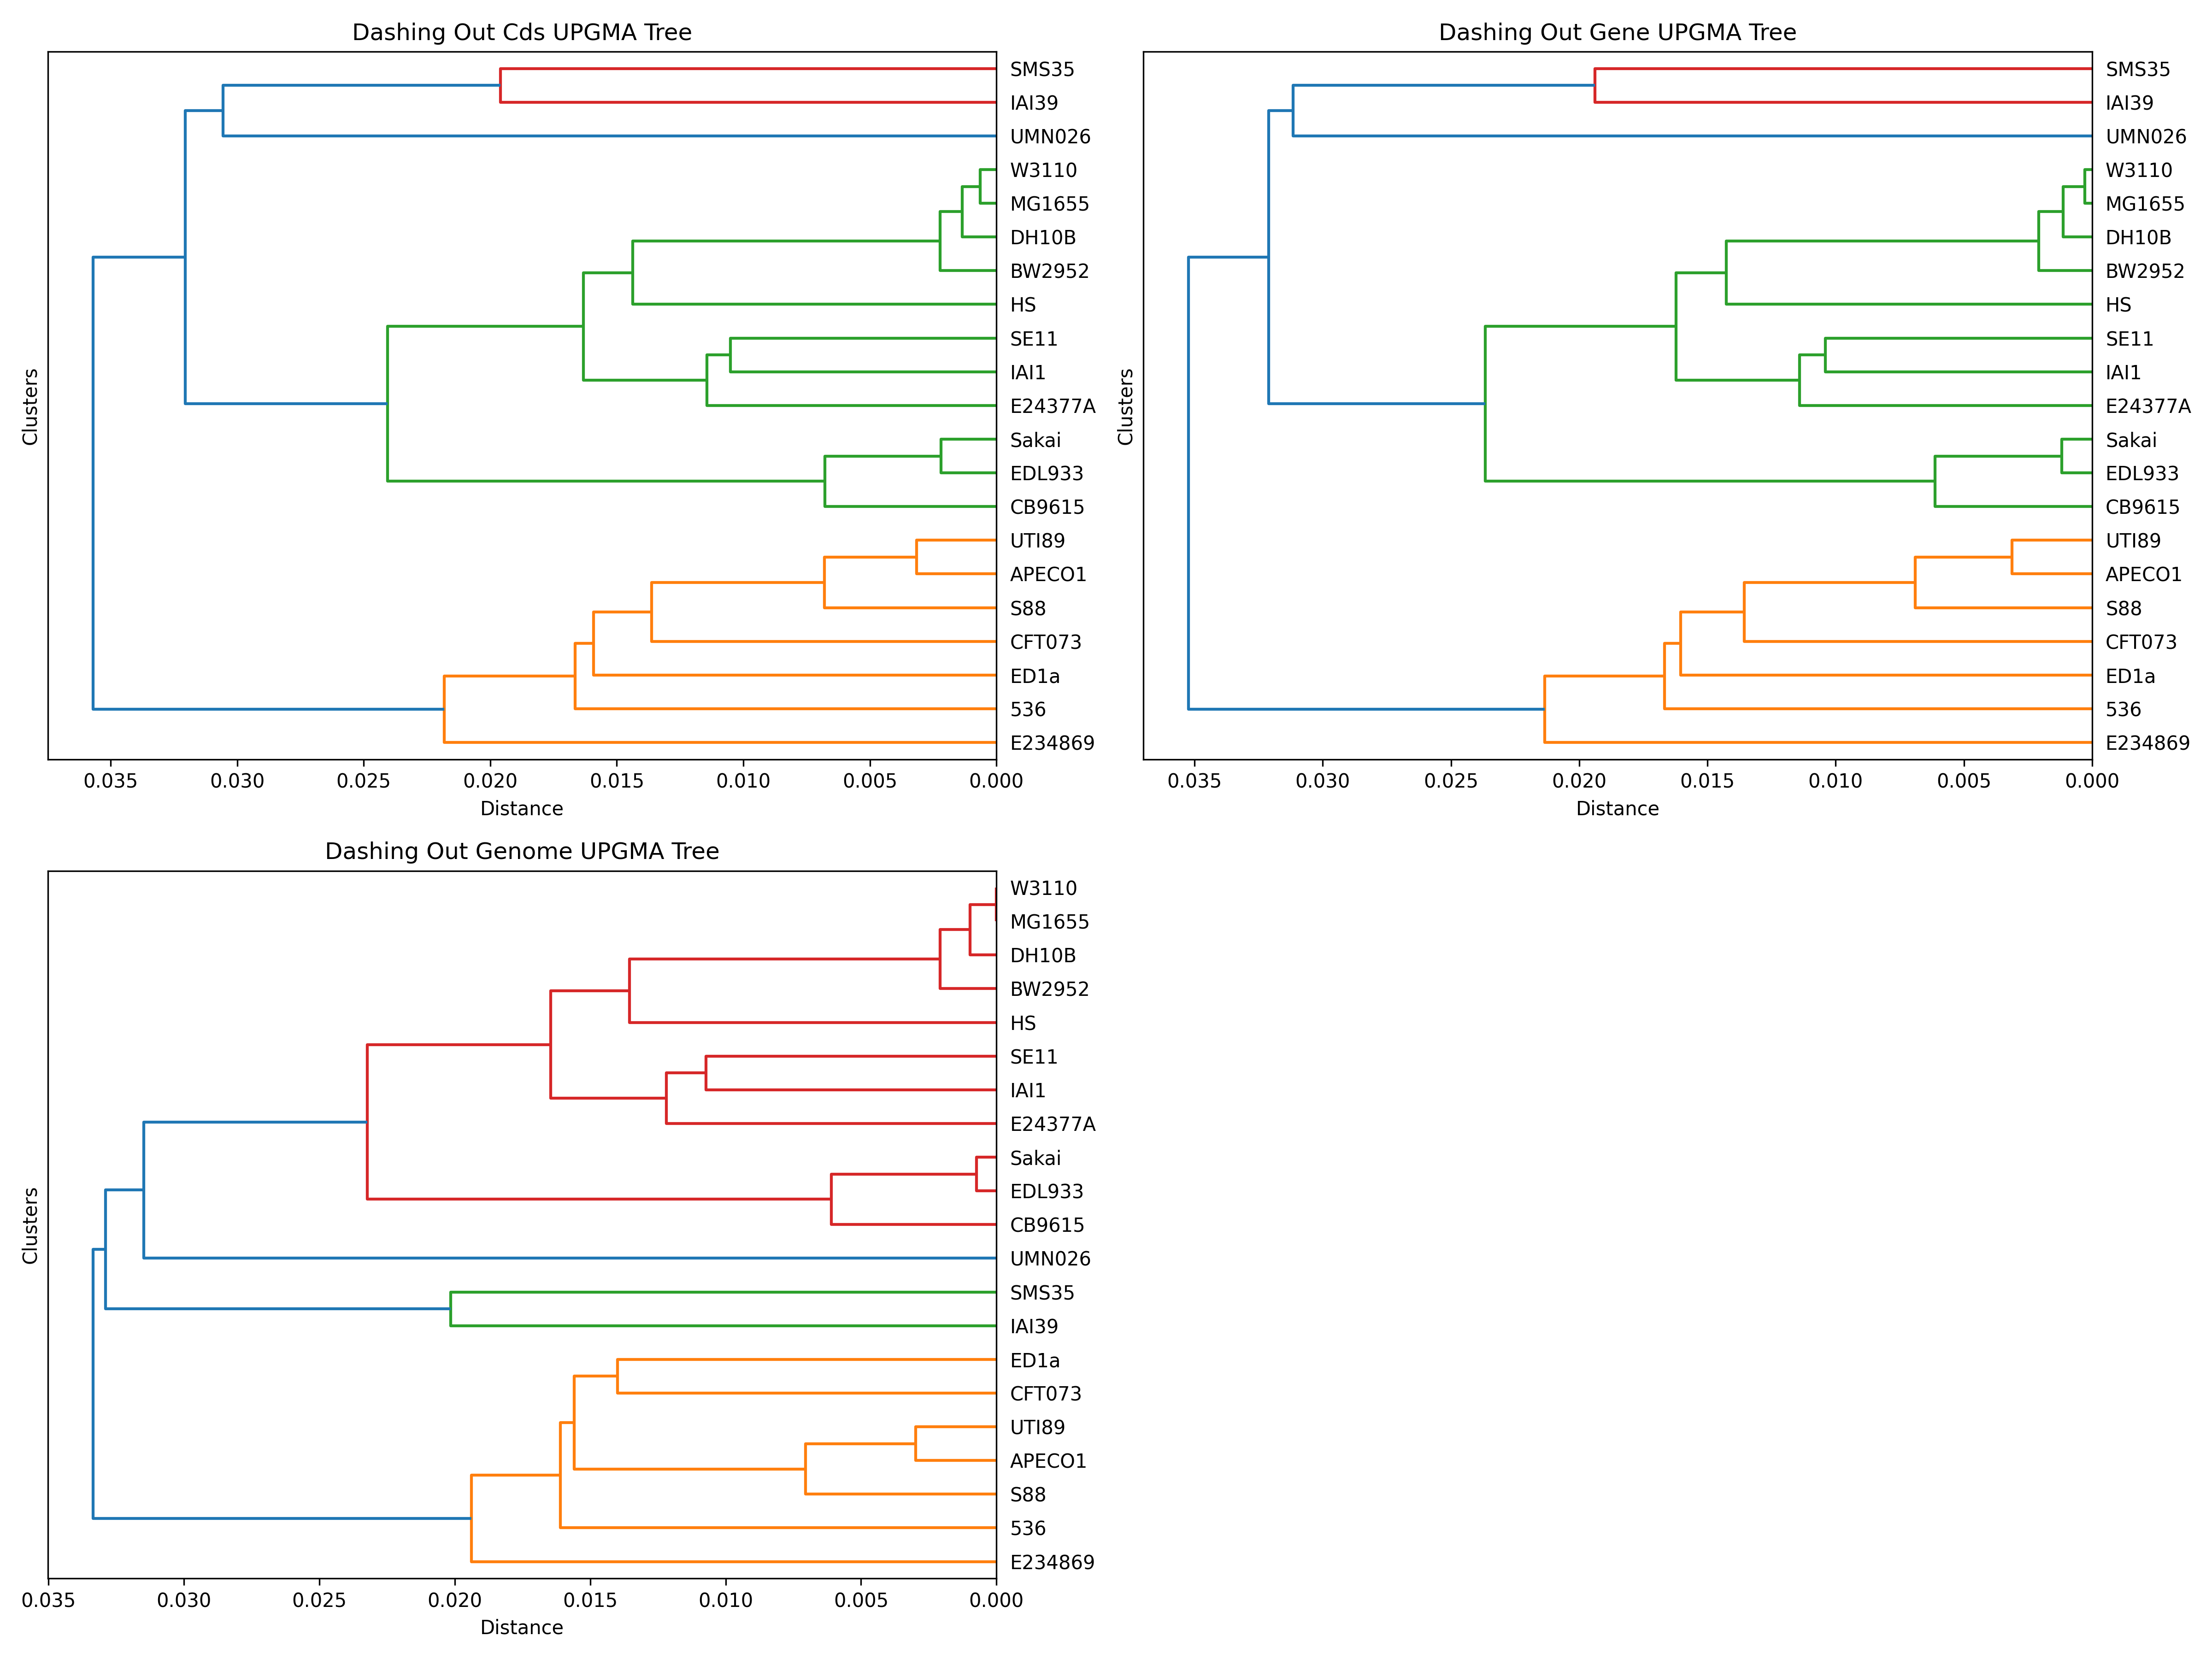 Dashing Out Cds UPGMA Tree
Clusters
SMS35
IAI39
UMN026
W3110
MG1655
DH10B
BW2952
HS
SE11
IAI1
E24377A
Sakai
EDL933
CB9615
UTI89
APECO1
S88
CFT073
ED1a
536
E234869
0.035 0.030 0.025 0.020 0.015 0.010 0.005 0.000
Distance
Dashing Out Gene UPGMA Tree
Clusters
SMS35
IAI39
UMN026
W3110
MG1655
DH10B
BW2952
HS
SE11
IAI1
E24377A
Sakai
EDL933
CB9615
UTI89
APECO1
S88
CFT073
ED1a
536
E234869
0.035 0.030 0.025 0.020 0.015 0.010 0.005 0.000
Distance
Dashing Out Genome UPGMA Tree
Clusters
W3110
MG1655
DH10B
BW2952
HS
SE11
IAI1
E24377A
Sakai
EDL933
CB9615
UMN026
SMS35
IAI39
ED1a
CFT073
UTI89
APECO1
S88
536
E234869
0.035 0.030 0.025 0.020 0.015 0.010 0.005 0.000
Distance